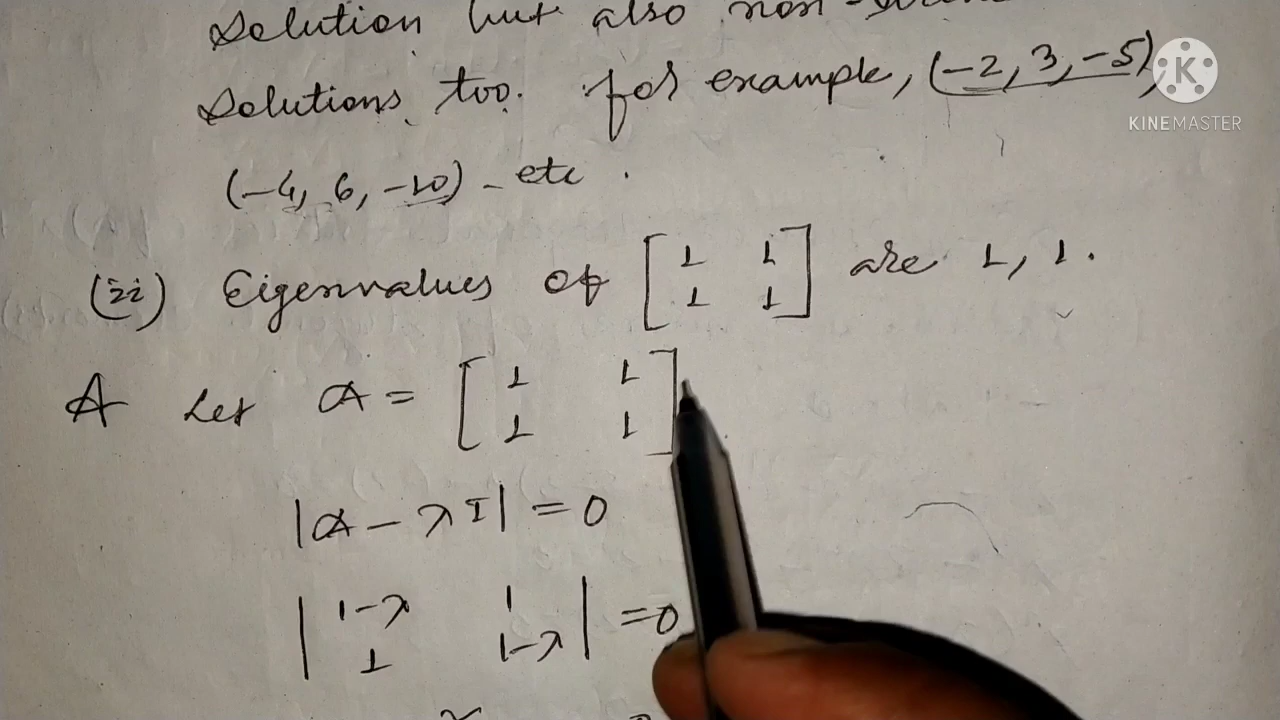 Solution but also non-
Solutions too. for example, (-2, 3, -5)
KINEMASTER
(-4, 6, -10) - etc.
(ii) Eigenvalues of [1 1
1 1] are 1, 1.
A Let A = [1 1
1 1]
|A - λI| = 0
|1-λ 1
1 1-λ| = 0